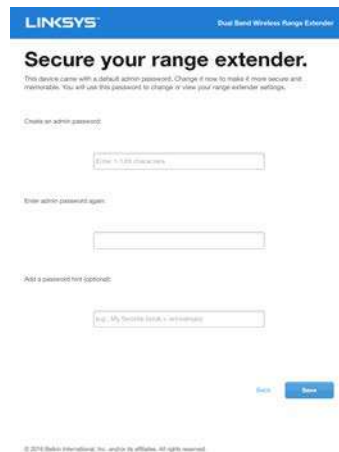 LINKSYS
Dual Band Wireless Range Extender
Secure your range extender.
This device came with a default admin password. Change it now to make it more secure and
memorable. You will use this password to change or view your range extender settings.
Create an admin password:
Enter 1-128 characters
Enter admin password again:
Add a password hint (optional):
e.g., My favorite
Back
Save
Belkin International, Inc. and/or its affiliates. All rights reserved.